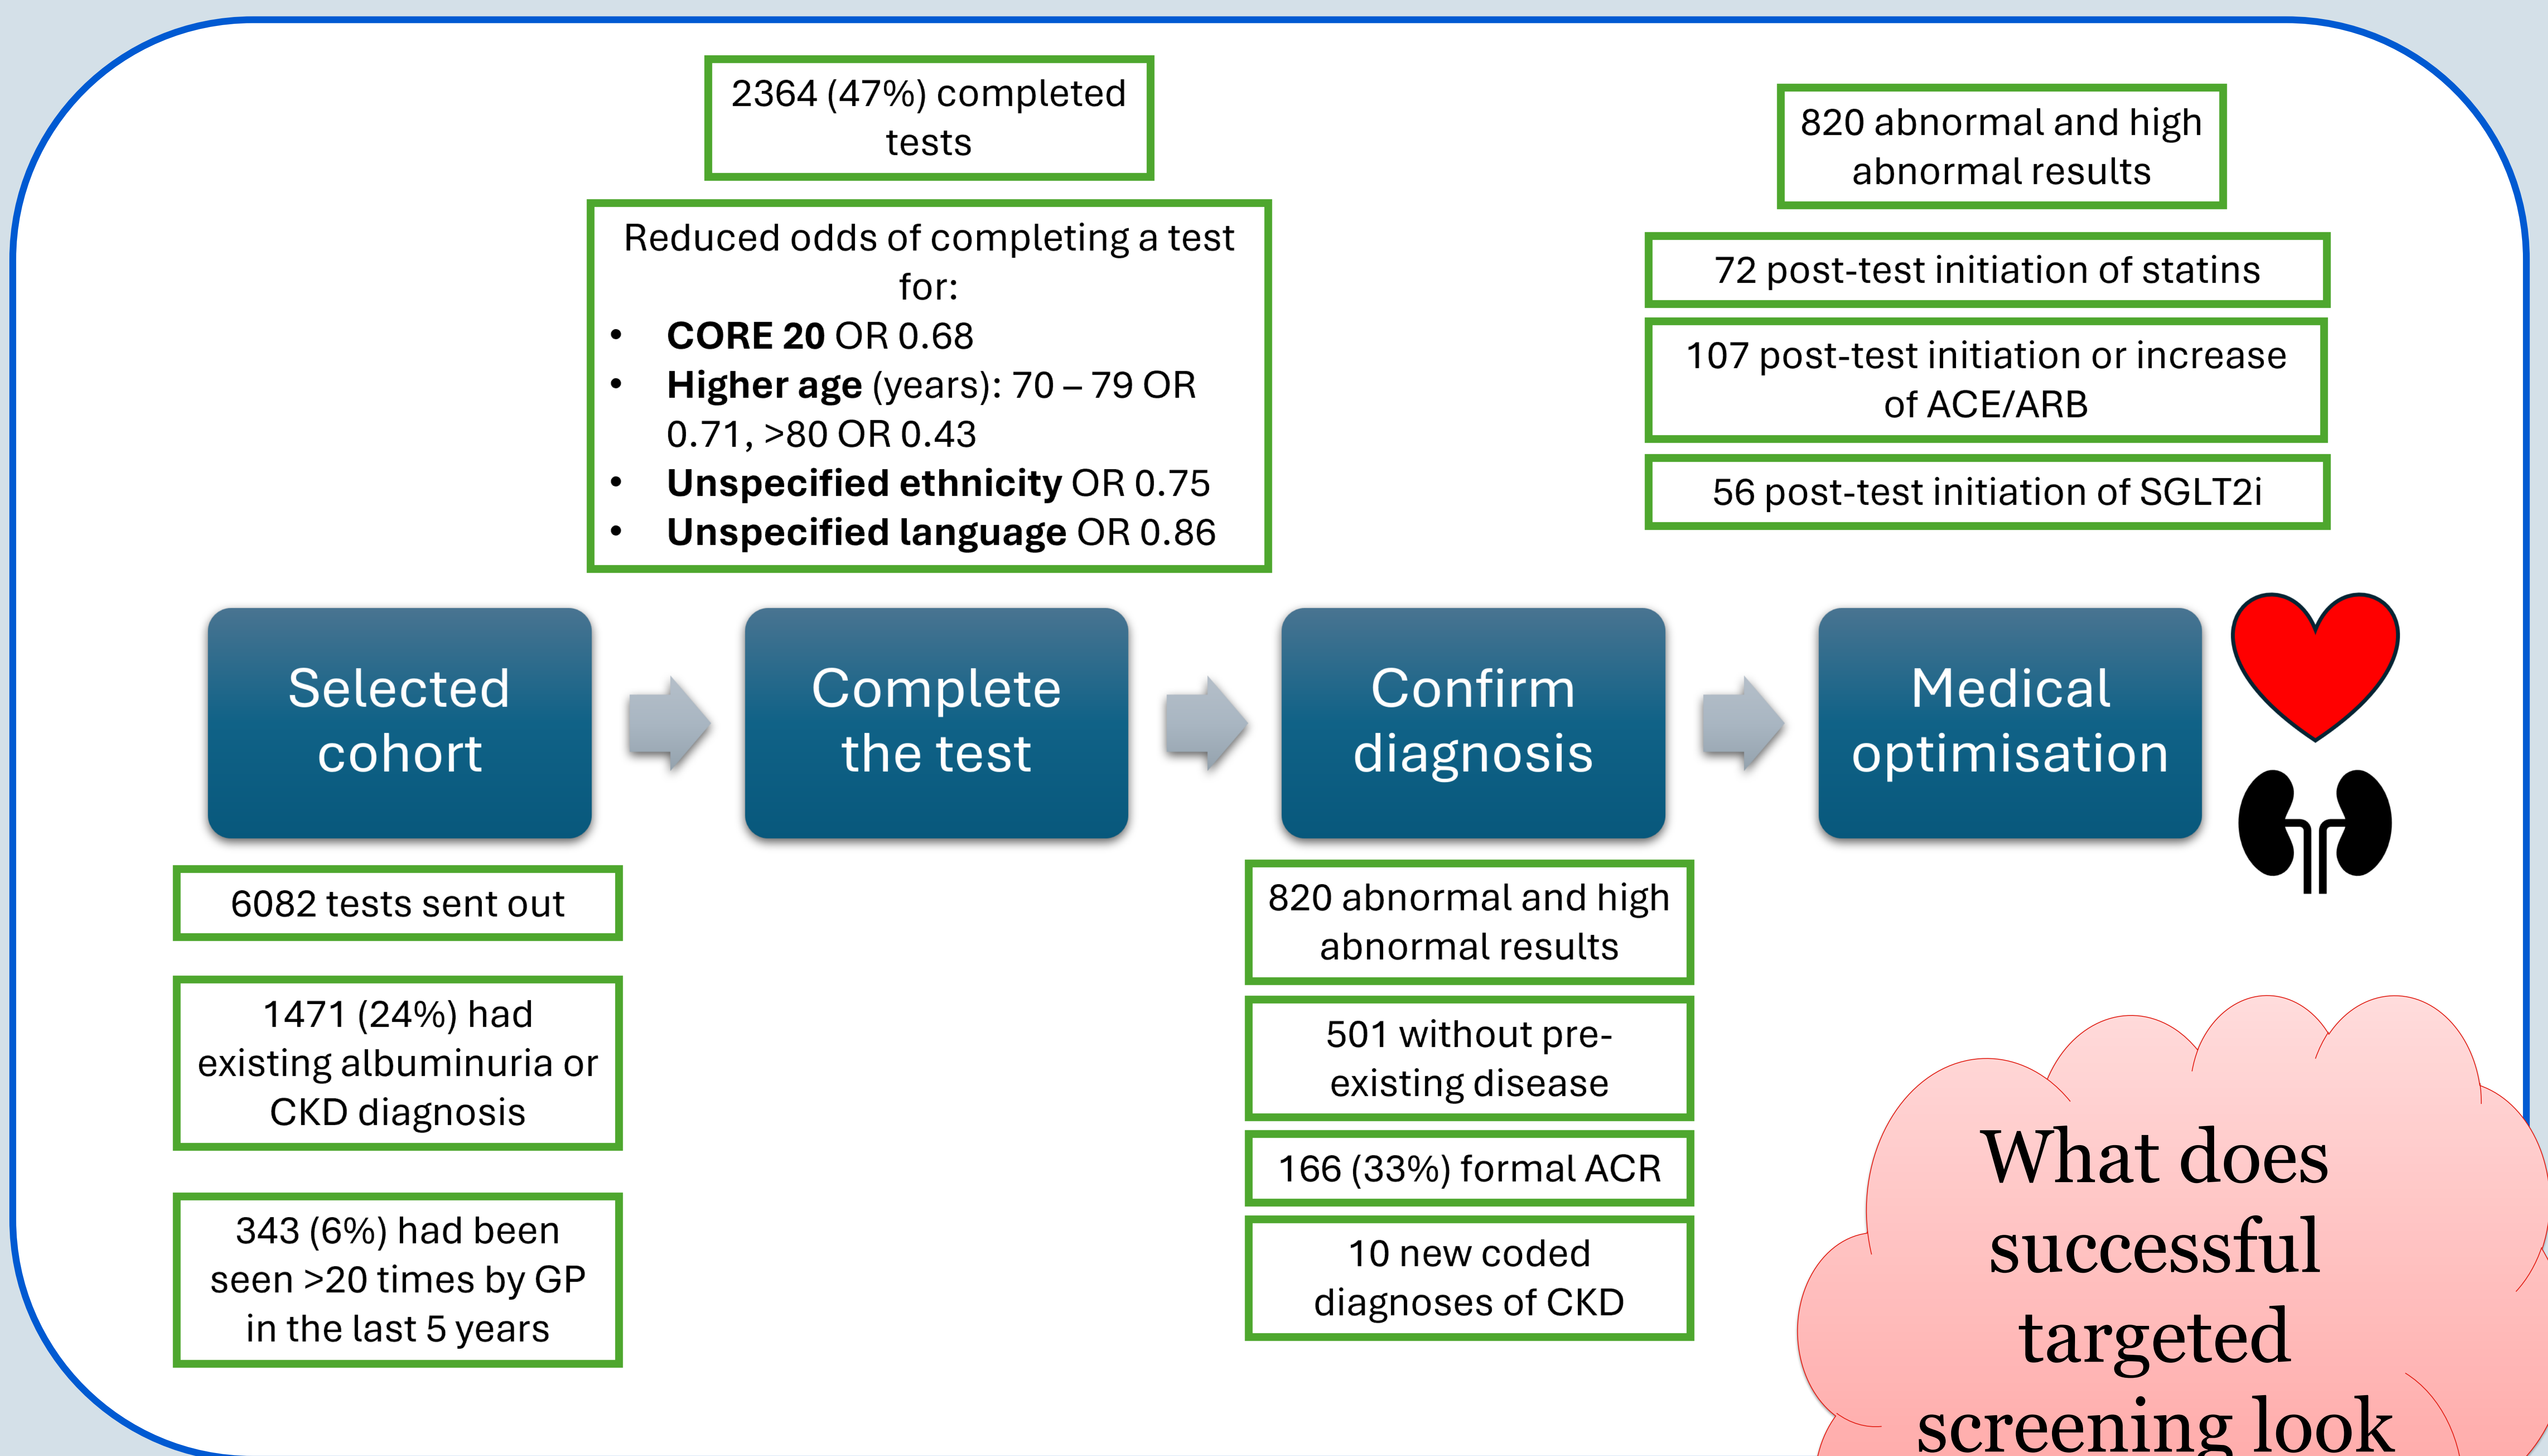 2364 (47%) completed
tests
Reduced odds of completing a test
for:
• CORE 20 OR 0.68
• Higher age (years): 70 – 79 OR
0.71, >80 OR 0.43
• Unspecified ethnicity OR 0.75
• Unspecified language OR 0.86
820 abnormal and high
abnormal results
72 post-test initiation of statins
107 post-test initiation or increase
of ACE/ARB
56 post-test initiation of SGLT2i
Selected
cohort
Complete
the test
Confirm
diagnosis
Medical
optimisation
6082 tests sent out
1471 (24%) had
existing albuminuria or
CKD diagnosis
343 (6%) had been
seen >20 times by GP
in the last 5 years
820 abnormal and high
abnormal results
501 without pre-
existing disease
166 (33%) formal ACR
10 new coded
diagnoses of CKD
What does
successful
targeted
screening look